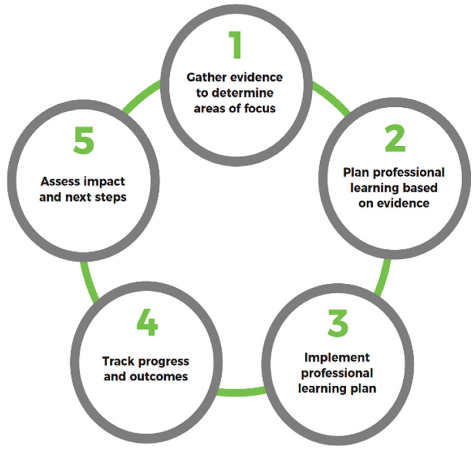 1
Gather evidence
to determine
areas of focus
2
Plan professional
learning based
on evidence
3
Implement
professional
learning plan
4
Track progress
and outcomes
5
Assess impact
and next steps